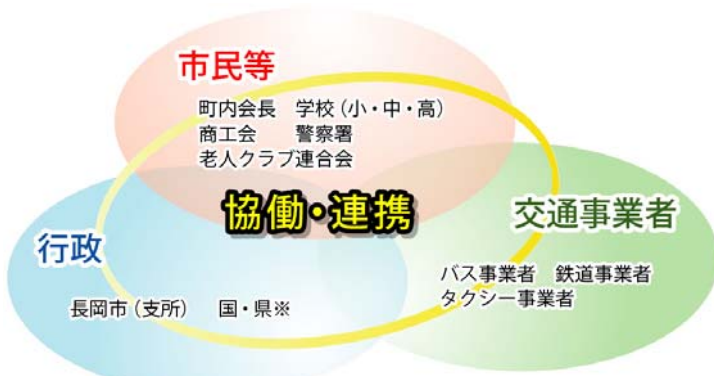 市民等
町内会長　学校（小・中・高）
商工会　　警察署
老人クラブ連合会
協働・連携
行政
長岡市（支所）　　国・県※
交通事業者
バス事業者　鉄道事業者
タクシー事業者